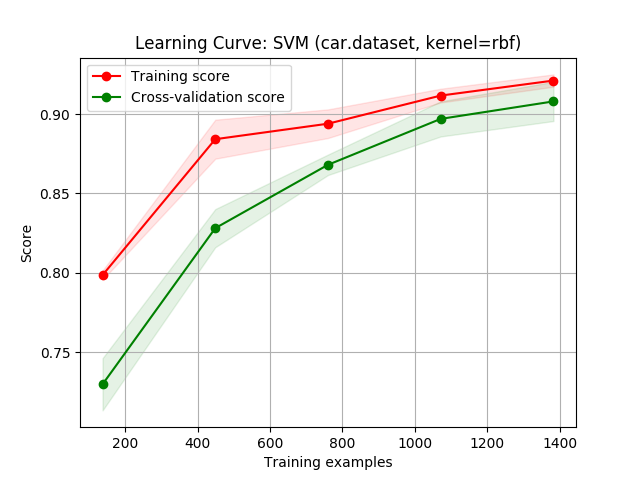 Learning Curve: SVM (car.dataset, kernel=rbf)
Training score
Cross-validation score
0.90
0.85
0.80
0.75
Score
200 400 600 800 1000 1200 1400
Training examples